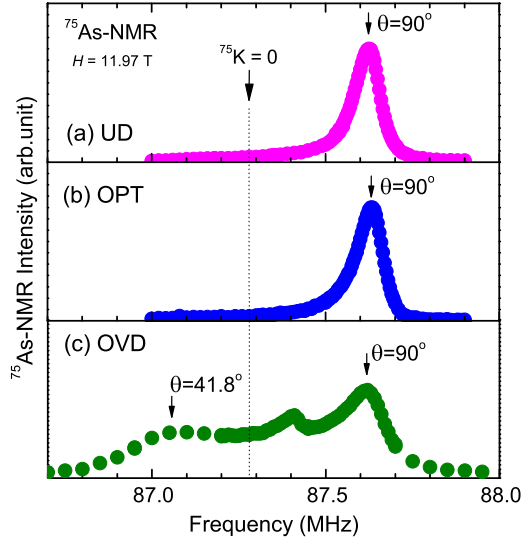 ⁷⁵As-NMR
θ=90°
H = 11.97 T
⁷⁵K = 0
(a) UD
(b) OPT
θ=90°
(c) OVD
θ=90°
θ=41.8°
87.0
87.5
88.0
Frequency (MHz)
⁷⁵As-NMR Intensity (arb.unit)